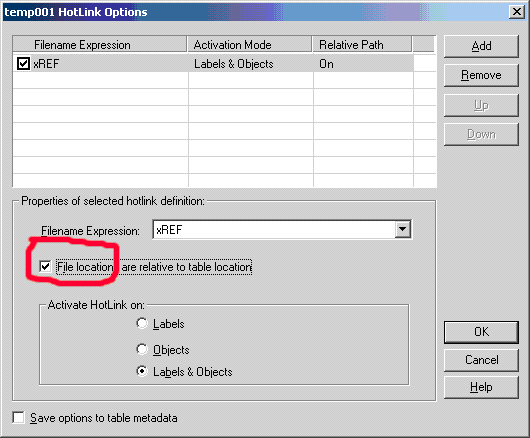 temp001 HotLink Options
Filename Expression Activation Mode Relative Path
xREF Labels & Objects On
Add
Remove
Up
Down
Properties of selected hotlink definition:
Filename Expression: xREF
File locations are relative to table location
Activate HotLink on:
Labels
Objects
Labels & Objects
OK
Cancel
Help
Save options to table metadata